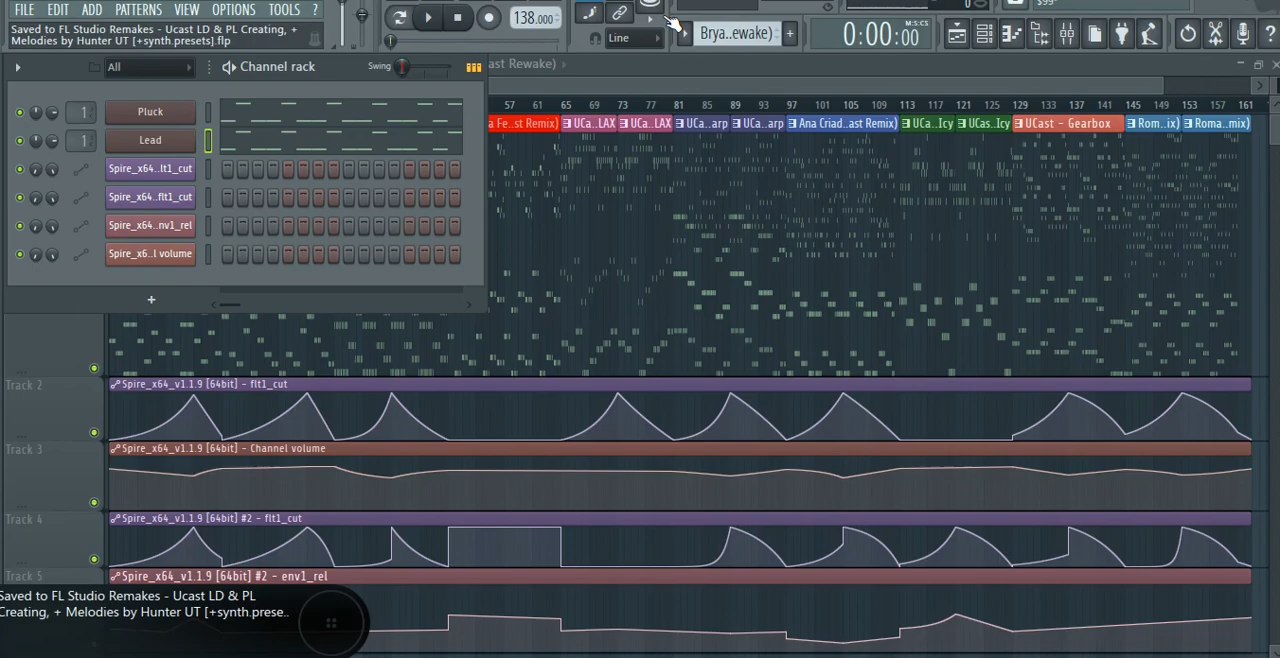 FILE EDIT ADD PATTERNS VIEW OPTIONS TOOLS ?
Saved to FL Studio Remakes - Ucast LD & PL Creating, +
Melodies by Hunter UT [+synth.presets].flp
138.000
Line
Brya..ewake)
+
0:00:00
M:S:CS
$99
?
All
Channel rack
Swing
ast Rewake)
1 Pluck
1 Lead
Spire_x64..lt1_cut
Spire_x64..flt1_cut
Spire_x64..nv1_rel
Spire_x6..l volume
+
57 61 65 69 73 77 81 85 89 93 97 101 105 109 113 117 121 125 129 133 137 141 145 149 153 157 161
a Fe..st Remix) UCa..LAX UCa..LAX UCa..arp UCa..arp Ana Criad..ast Remix) UCa..Icy UCas..Icy UCast - Gearbox Rom..ix) Roma..mix)
Track 2
Spire_x64_v1.1.9 [64bit] - flt1_cut
Track 3
Spire_x64_v1.1.9 [64bit] - Channel volume
Track 4
Spire_x64_v1.1.9 [64bit] #2 - flt1_cut
Track 5
Spire_x64_v1.1.9 [64bit] #2 - env1_rel
Saved to FL Studio Remakes - Ucast LD & PL
Creating, + Melodies by Hunter UT [+synth.prese..